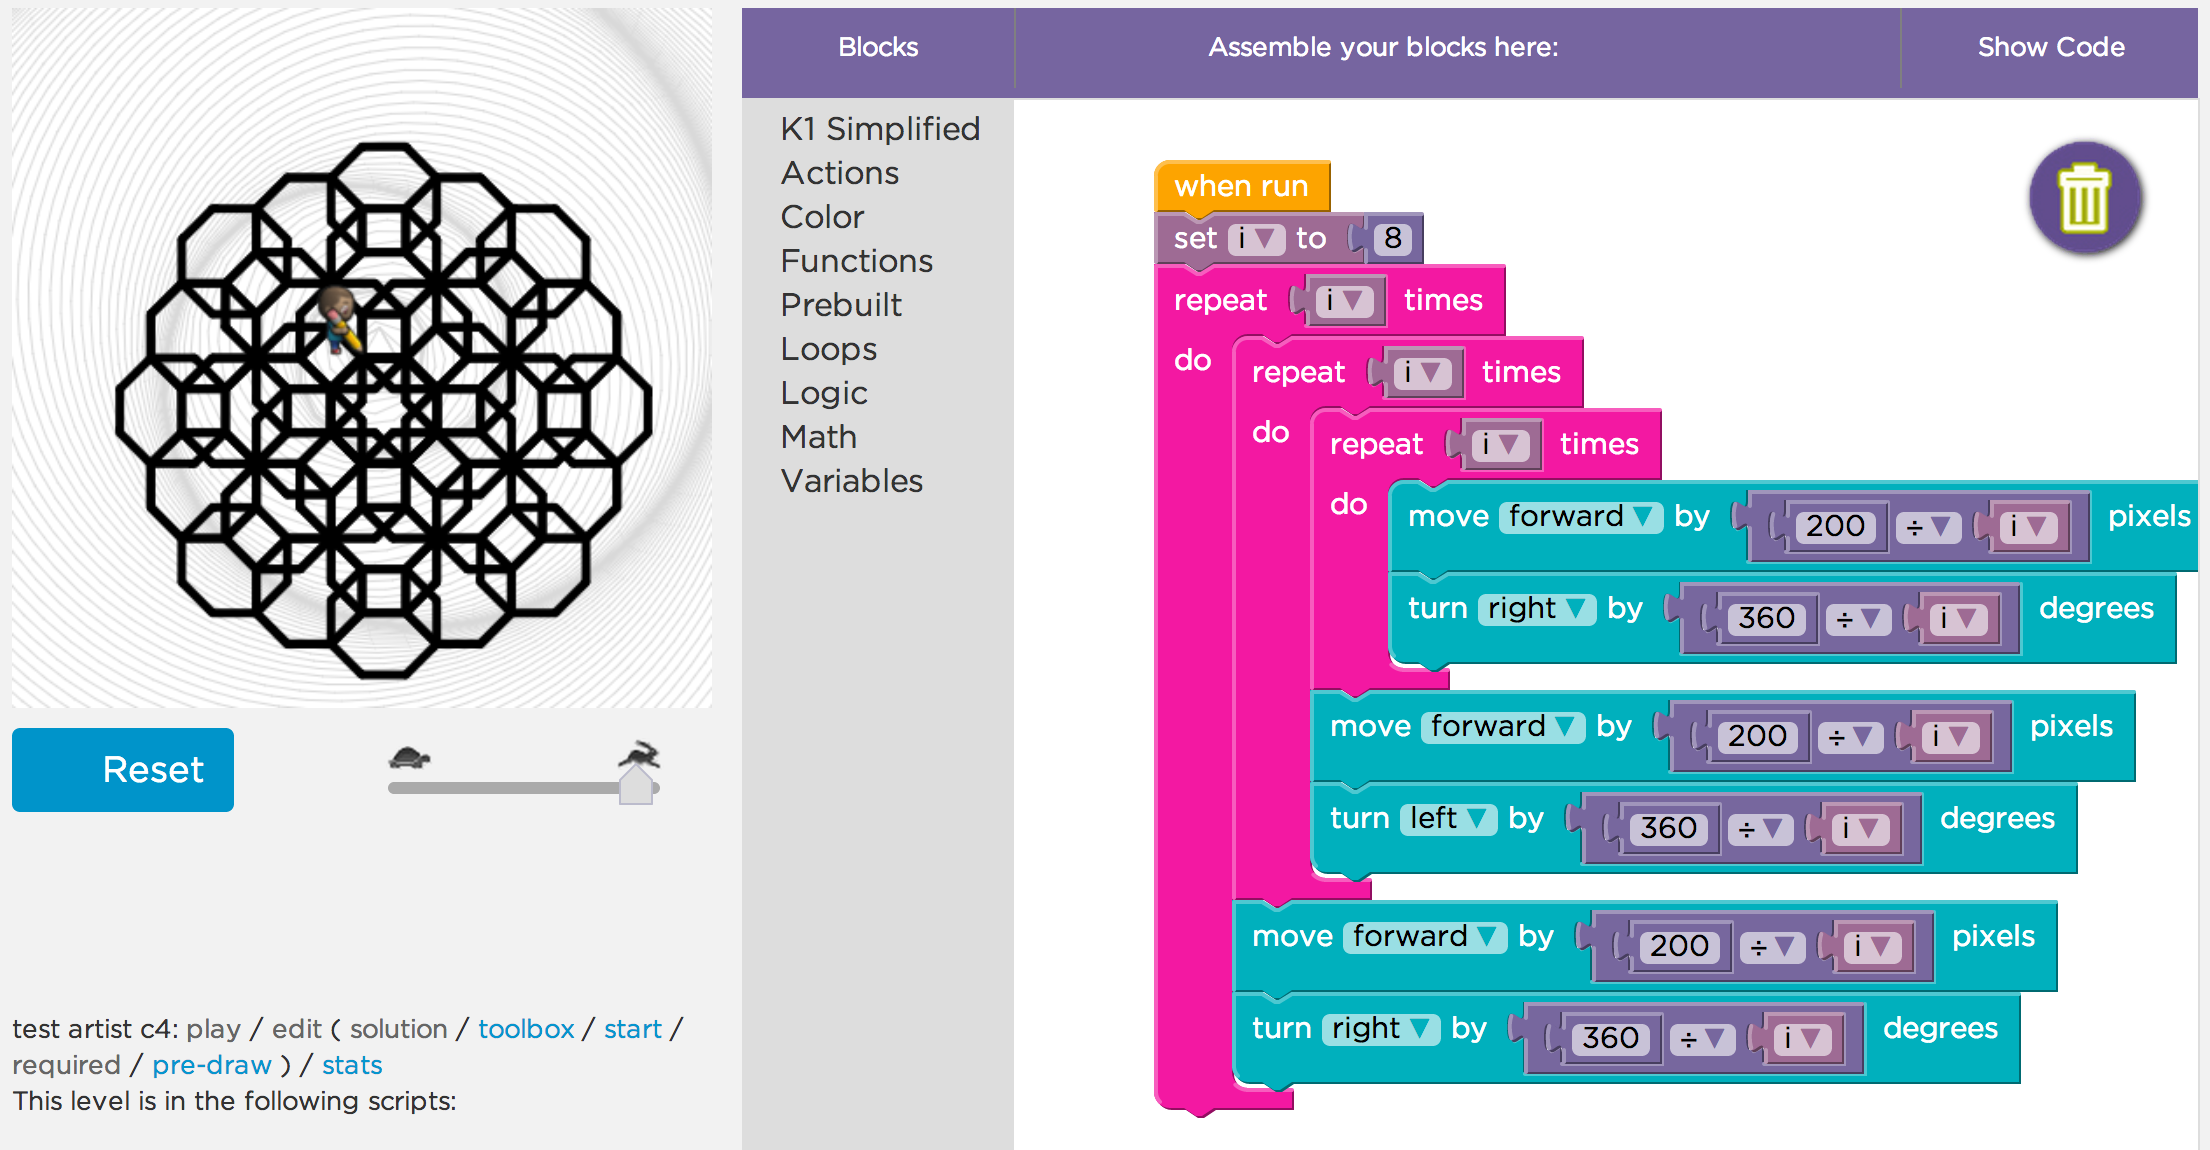 Blocks
Assemble your blocks here:
Show Code
K1 Simplified
Actions
Color
Functions
Prebuilt
Loops
Logic
Math
Variables
when run
set i ▼ to 8
repeat i ▼ times
do repeat i ▼ times
do repeat i ▼ times
do move forward ▼ by 200 ÷ ▼ i ▼ pixels
turn right ▼ by 360 ÷ ▼ i ▼ degrees
move forward ▼ by 200 ÷ ▼ i ▼ pixels
turn left ▼ by 360 ÷ ▼ i ▼ degrees
move forward ▼ by 200 ÷ ▼ i ▼ pixels
turn right ▼ by 360 ÷ ▼ i ▼ degrees
Reset
test artist c4: play / edit ( solution / toolbox / start /
required / pre-draw ) / stats
This level is in the following scripts: